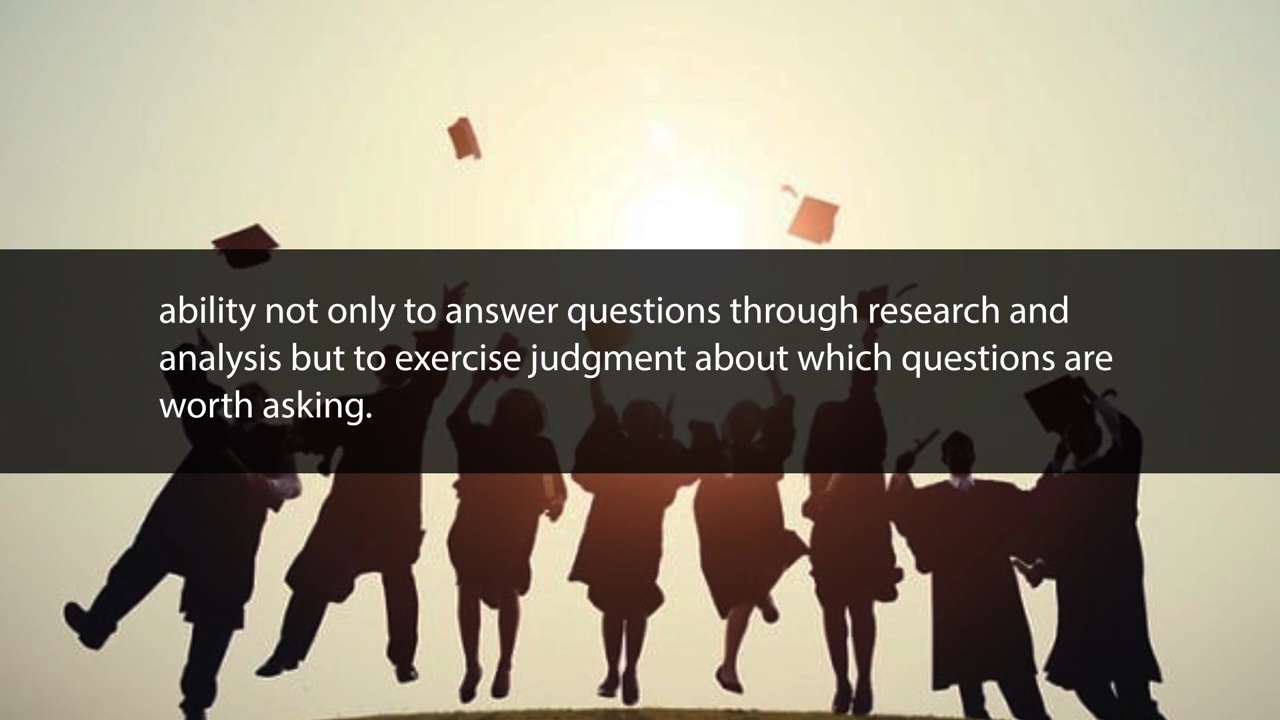 ability not only to answer questions through research and
analysis but to exercise judgment about which questions are
worth asking.